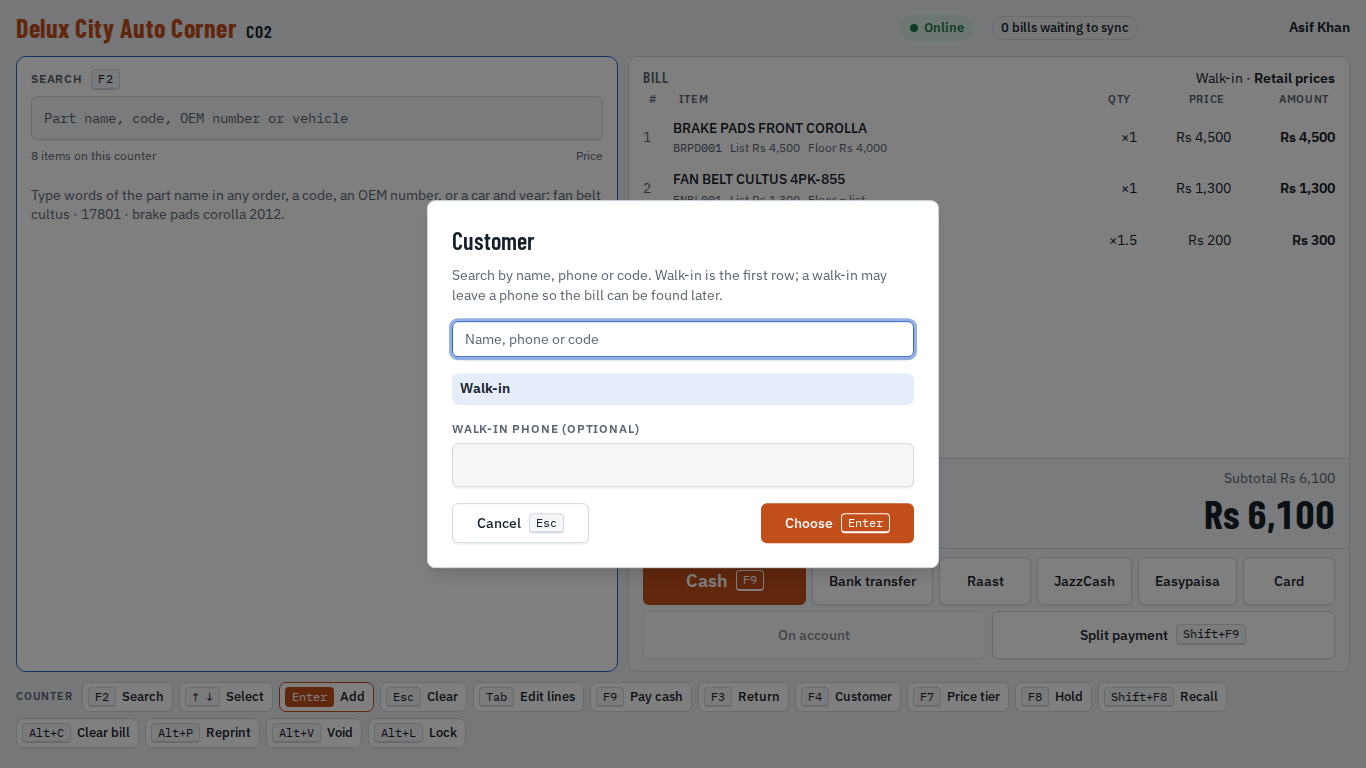 Delux City Auto Corner C02
Online
0 bills waiting to sync
Asif Khan
SEARCH F2
Part name, code, OEM number or vehicle
8 items on this counter Price
Type words of the part name in any order, a code, an OEM number, or a car and year: fan belt
cultus · 17801 · brake pads corolla 2012.
BILL Walk-in · Retail prices
# ITEM QTY PRICE AMOUNT
1 BRAKE PADS FRONT COROLLA ×1 Rs 4,500 Rs 4,500
BRPD001 List Rs 4,500 Floor Rs 4,000
2 FAN BELT CULTUS 4PK-855 ×1 Rs 1,300 Rs 1,300
List Rs 1,300 Floor = list
×1.5 Rs 200 Rs 300
Customer
Search by name, phone or code. Walk-in is the first row; a walk-in may
leave a phone so the bill can be found later.
Name, phone or code
Walk-in
WALK-IN PHONE (OPTIONAL)
Cancel Esc
Choose Enter
Subtotal Rs 6,100
Rs 6,100
Cash F9
Bank transfer
Raast
JazzCash
Easypaisa
Card
On account
Split payment Shift+F9
COUNTER F2 Search ↑ ↓ Select Enter Add Esc Clear Tab Edit lines F9 Pay cash F3 Return F4 Customer F7 Price tier F8 Hold Shift+F8 Recall
Alt+C Clear bill Alt+P Reprint Alt+V Void Alt+L Lock